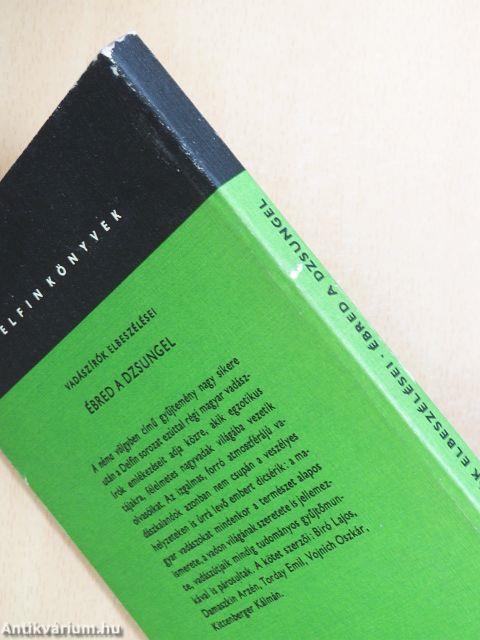 ELFIN KÖNYVEK
VADÁSZÍRÓK ELBESZÉLÉSEI
ÉBRED A DZSUNGEL
A néma völgyben című gyűjtemény nagy sikere
után a Delfin sorozat ezúttal régi magyar vadász-
írók emlékezéseit adja közre, akik egzotikus
tájakra, félelmetes nagyvadak világába vezetik
olvasóikat. Az izgalmas, forró atmoszférájú va-
dászkalandok azonban nem csupán a veszélyes
helyzeteken is úrrá levő embert dicsérik: a ma-
gyar vadászokat mindenkor a természet alapos
ismerete, a vadon világának szeretete is jellemez-
te, vadászútjaik mindig tudományos gyűjtőmun-
kával is párosultak. A kötet szerzői: Bíró Lajos,
Damaszkin Arzén, Torday Emil, Vojnich Oszkár,
Kittenberger Kálmán.
K ELBESZÉLÉSEI · ÉBRED A DZSUNGEL
Antikvárium.hu